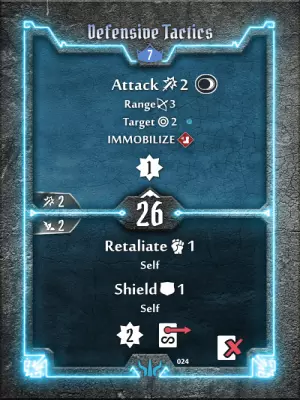 Defensive Tactics
7
Attack 2
Range 3
Target 2
IMMOBILIZE
1
2
26
2
Retaliate 1
Self
Shield 1
Self
2
024